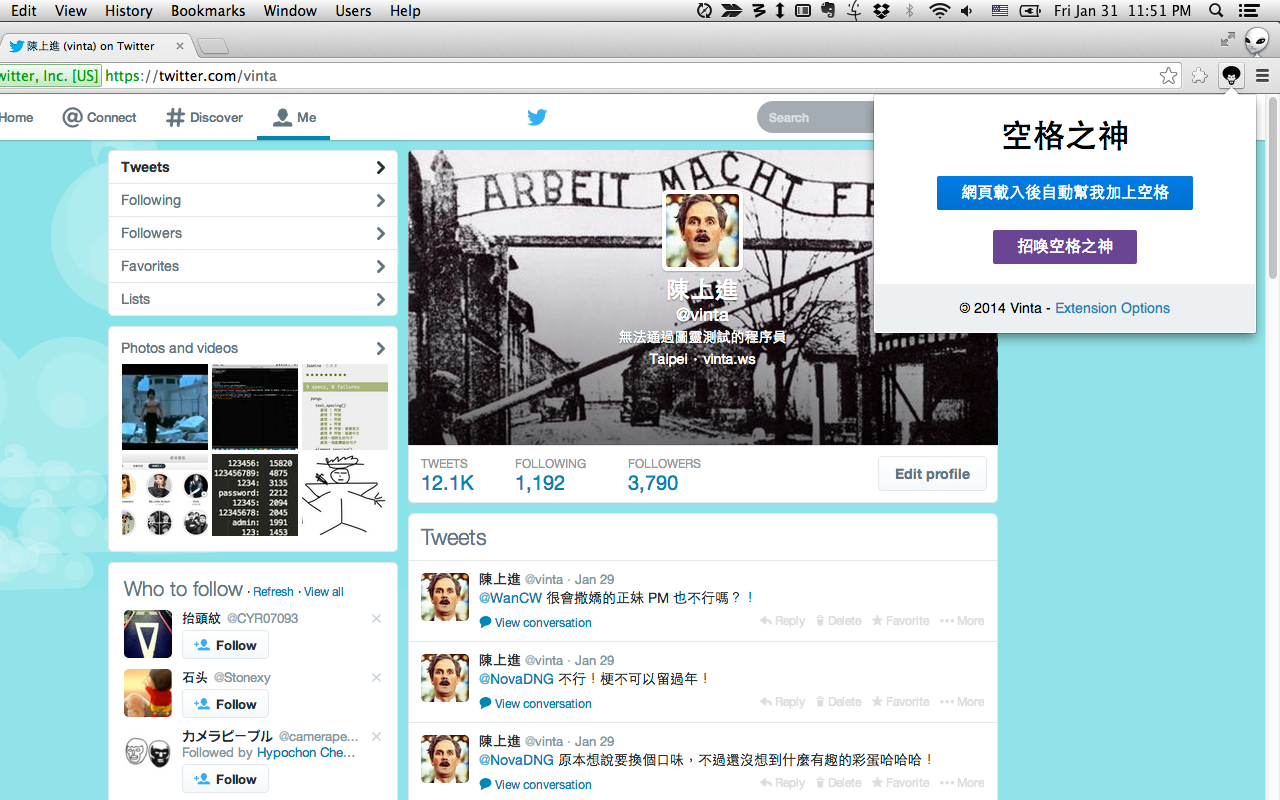 Edit View History Bookmarks Window Users Help
Fri Jan 31 11:51 PM
陳上進 (vinta) on Twitter
witter, Inc. [US] https://twitter.com/vinta
Home
Connect
Discover
Me
Search
空格之神
網頁載入後自動幫我加上空格
招喚空格之神
© 2014 Vinta - Extension Options
Tweets
Following
Followers
Favorites
Lists
Photos and videos
123456: 15820
123456789: 4875
1234: 3135
password: 2212
12345: 2094
12345678: 2045
admin: 1991
123: 1453
Who to follow · Refresh · View all
抬頭紋 @CYR07093
Follow
石头 @Stonexy
Follow
カメラピープル @camerape...
Followed by Hypochon Che...
Follow
ARBEIT MACHT FR
陳上進
@vinta
無法通過圖靈測試的程序員
Taipei · vinta.ws
TWEETS
12.1K
FOLLOWING
1,192
FOLLOWERS
3,790
Edit profile
Tweets
陳上進 @vinta · Jan 29
@WanCW 很會撒嬌的正妹 PM 也不行嗎？！
View conversation
Reply Delete Favorite More
陳上進 @vinta · Jan 29
@NovaDNG 不行！梗不可以留過年！
View conversation
Reply Delete Favorite More
陳上進 @vinta · Jan 29
@NovaDNG 原本想說要換個口味，不過還沒想到什麼有趣的彩蛋哈哈哈！
View conversation
Reply Delete Favorite More